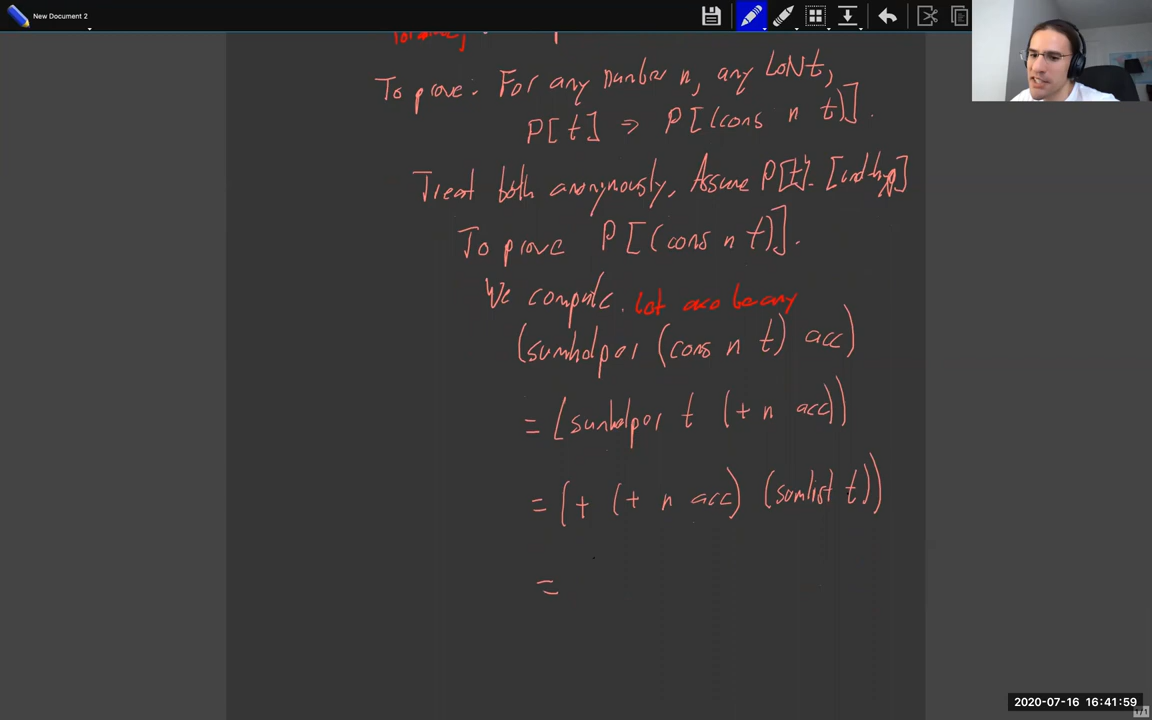 New Document 2
To prove: For any number n, any LoN t,
P[t] ⇒ P[(cons n t)].
Treat both anonymously, Assume P[t]. [ind-hyp]
To prove P[(cons n t)].
We compute. Let acc be any
(sumhelper (cons n t) acc)
= (sumhelper t (+ n acc))
= (+ (+ n acc) (sumlist t))
=
2020-07-16 16:41:59